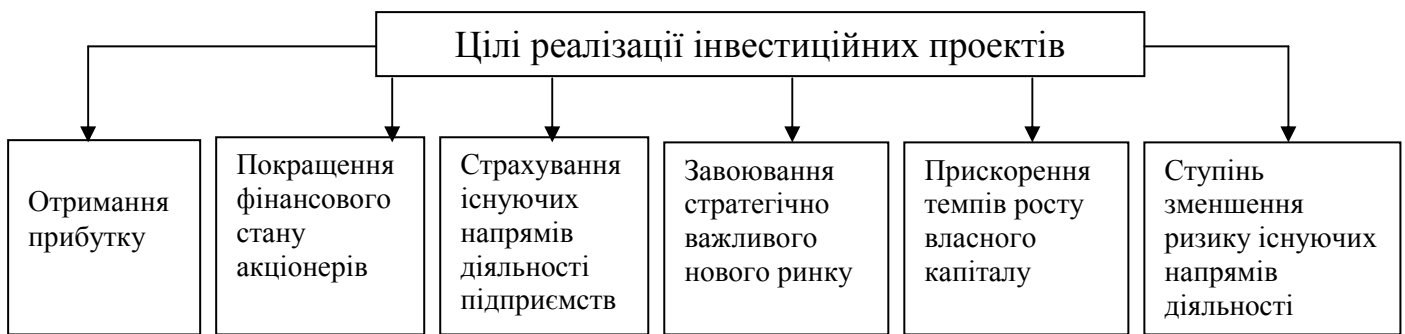 Цілі реалізації інвестиційних проектів
Отримання
прибутку
Покращення
фінансового
стану
акціонерів
Страхування
існуючих
напрямів
діяльності
підприємств
Завоювання
стратегічно
важливого
нового ринку
Прискорення
темпів росту
власного
капіталу
Ступінь
зменшення
ризику існуючих
напрямів
діяльності